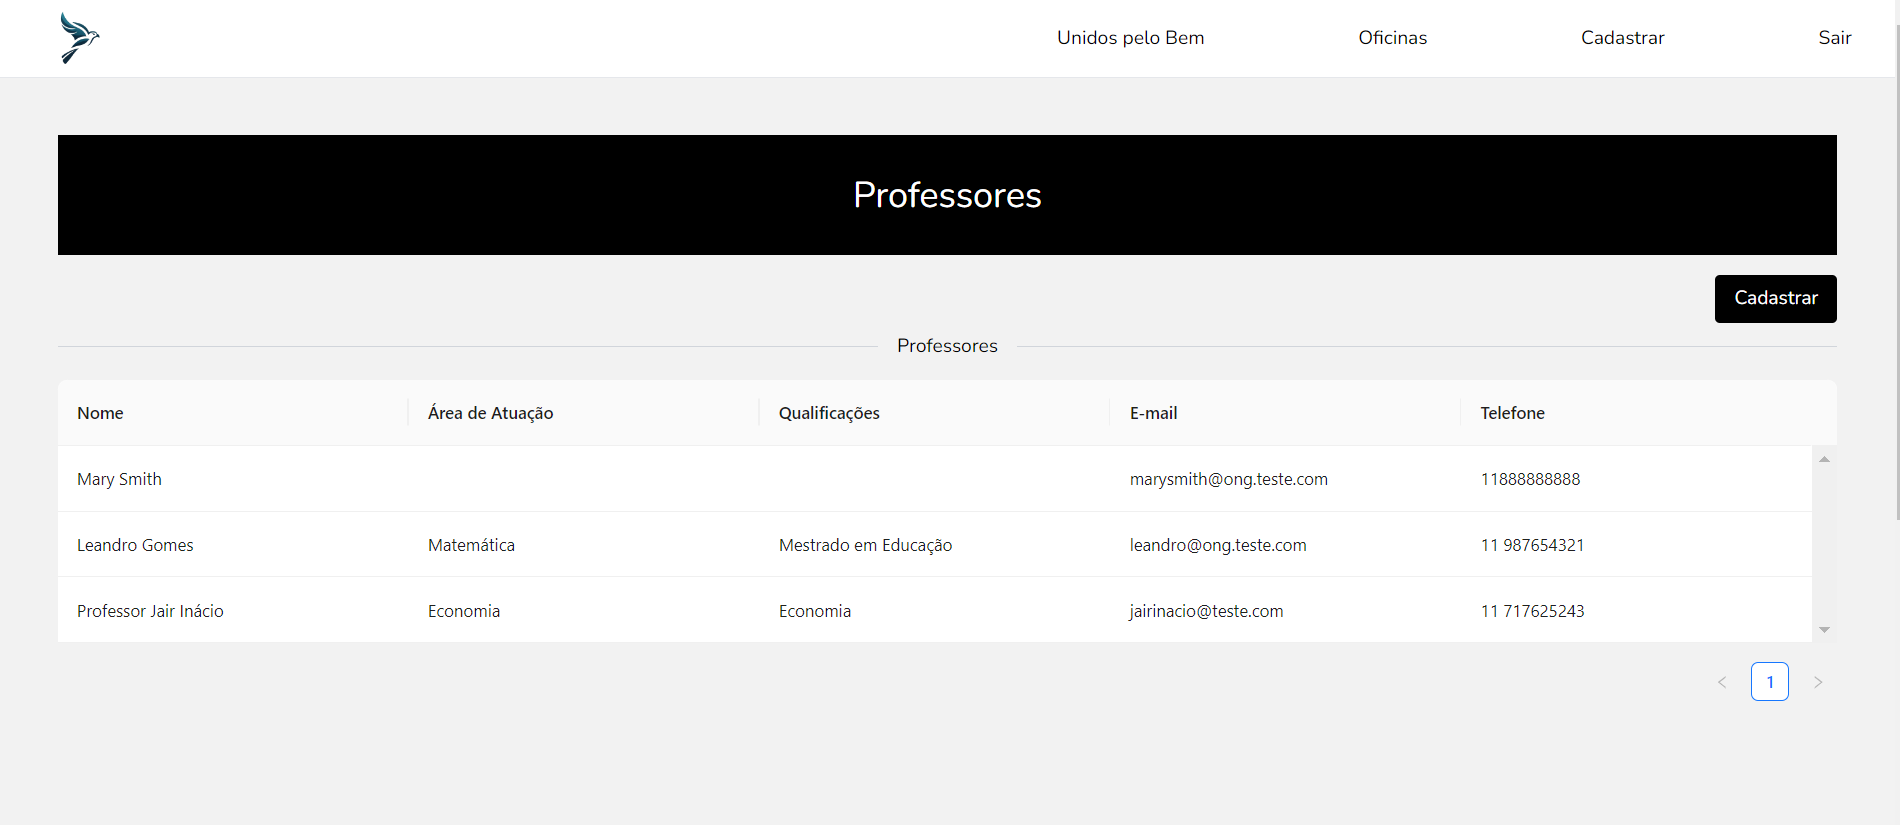 Unidos pelo Bem Oficinas Cadastrar Sair
Professores
Cadastrar
Professores
Nome Área de Atuação Qualificações E-mail Telefone
Mary Smith marysmith@ong.teste.com 11888888888
Leandro Gomes Matemática Mestrado em Educação leandro@ong.teste.com 11 987654321
Professor Jair Inácio Economia Economia jairinacio@teste.com 11 717625243
1